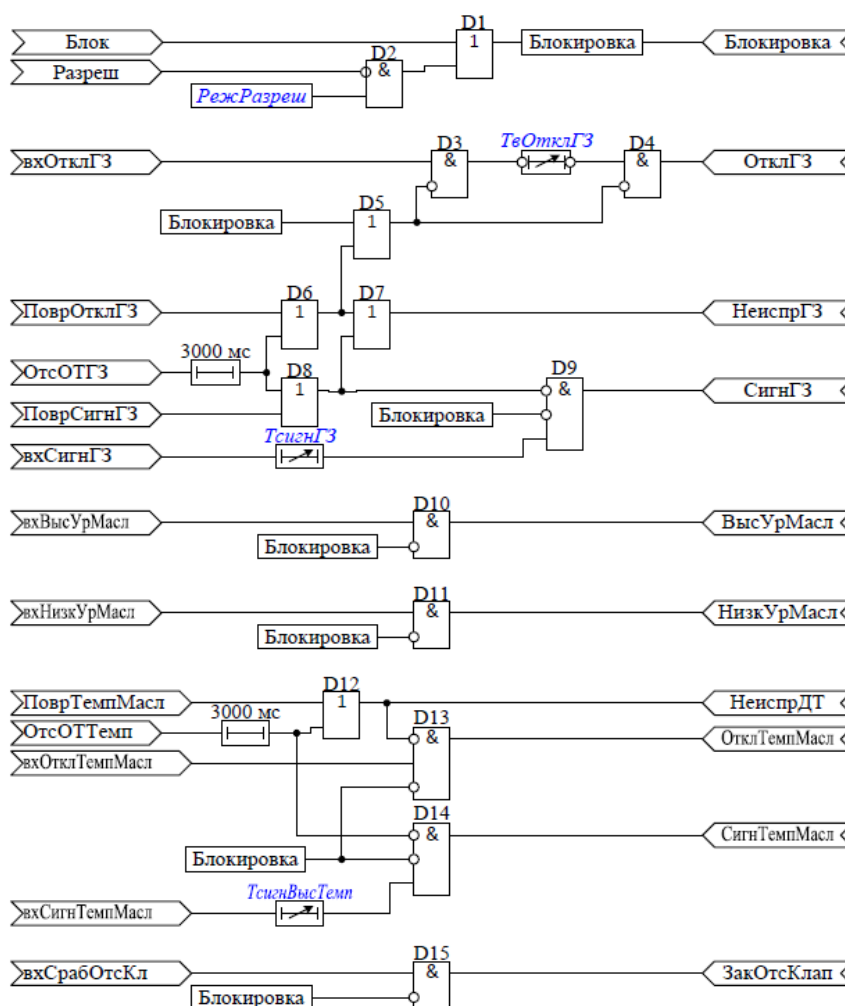 D1
Блок
1
Блокировка
Блокировка
D2
Разреш
&
РежРазреш
D3
ТвОтклГЗ
D4
вхОтклГЗ
&
&
ОтклГЗ
D5
Блокировка
1
D6
D7
ПоврОтклГЗ
1
1
НеиспрГЗ
3000 мс
D9
ОтсОТГЗ
D8
1
&
СигнГЗ
ПоврСигнГЗ
Блокировка
ТсигнГЗ
вхСигнГЗ
D10
вхВысУрМасл
&
ВысУрМасл
Блокировка
D11
вхНизкУрМасл
&
НизкУрМасл
Блокировка
D12
ПоврТемпМасл
1
НеиспрДТ
3000 мс
D13
ОтсОТТемп
&
ОтклТемпМасл
вхОтклТемпМасл
D14
&
СигнТемпМасл
Блокировка
ТсигнВысТемп
вхСигнТемпМасл
D15
вхСрабОтсКл
&
ЗакОтсКлап
Блокировка